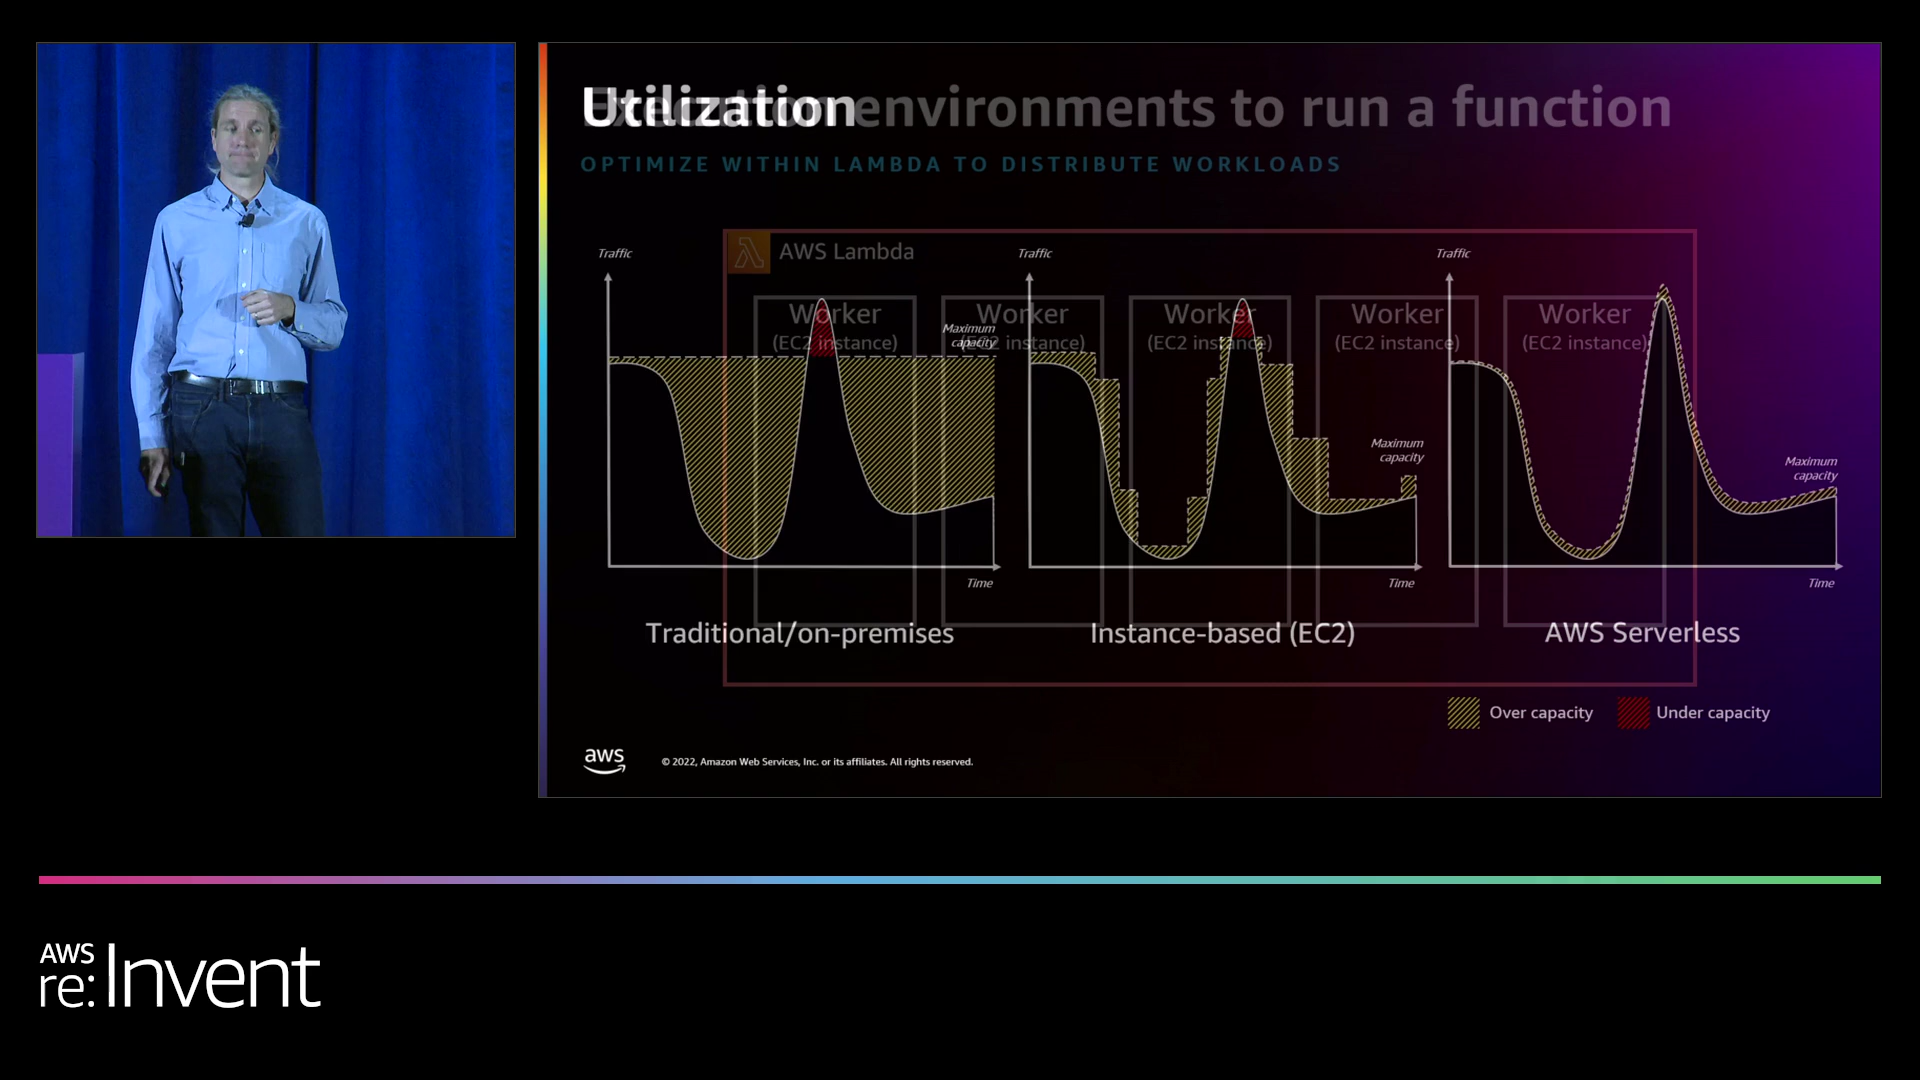 Utilization
Execution environments to run a function
OPTIMIZE WITHIN LAMBDA TO DISTRIBUTE WORKLOADS
AWS Lambda
Traffic
Traffic
Traffic
Worker
(EC2 instance)
Worker
(EC2 instance)
Worker
(EC2 instance)
Worker
(EC2 instance)
Worker
(EC2 instance)
Maximum
capacity
Maximum
capacity
Maximum
capacity
Time
Time
Time
Traditional/on-premises
Instance-based (EC2)
AWS Serverless
Over capacity
Under capacity
aws
© 2022, Amazon Web Services, Inc. or its affiliates. All rights reserved.
AWS
re:Invent